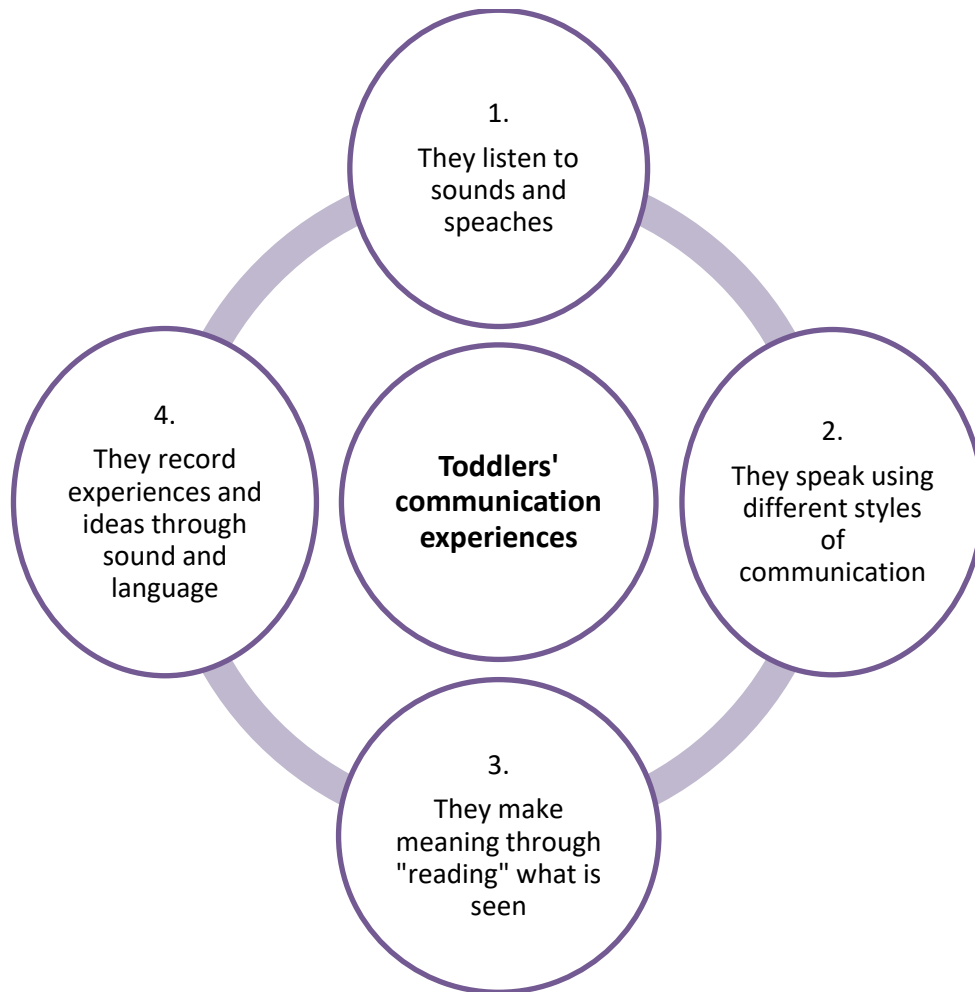 1.
They listen to
sounds and
speaches
2.
They speak using
different styles
of
communication
3.
They make
meaning through
"reading" what is
seen
4.
They record
experiences and
ideas through
sound and
language
Toddlers'
communication
experiences